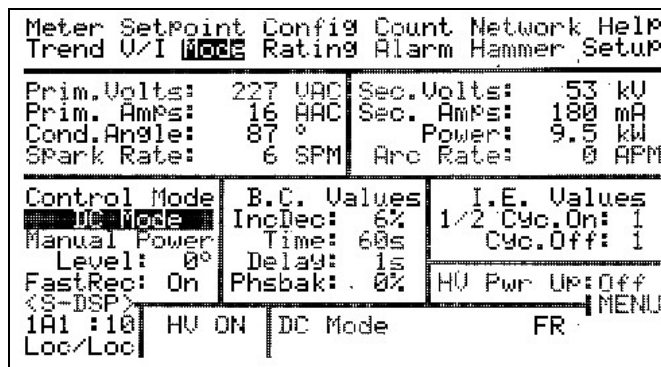 Meter Setpoint Config Count Network Help
Trend V/I Mode Rating Alarm Hammer Setup
Prim.Volts: 227 VAC
Prim. Amps: 16 AAC
Cond.Angle: 87 °
Spark Rate: 6 SPM
Sec.Volts: 53 kV
Sec. Amps: 180 mA
Power: 9.5 kW
Arc Rate: 0 APM
Control Mode
DC Mode
Manual Power
Level: 0°
FastRec: On
B.C. Values
IncDec: 6%
Time: 60s
Delay: 1s
Phsbak: 0%
I.E. Values
1/2 Cyc.On: 1
Cyc.Off: 1
HV Pwr Up:Off
MENU
<S-DSP>
1A1 :10
Loc/Loc
HV ON
DC Mode
FR